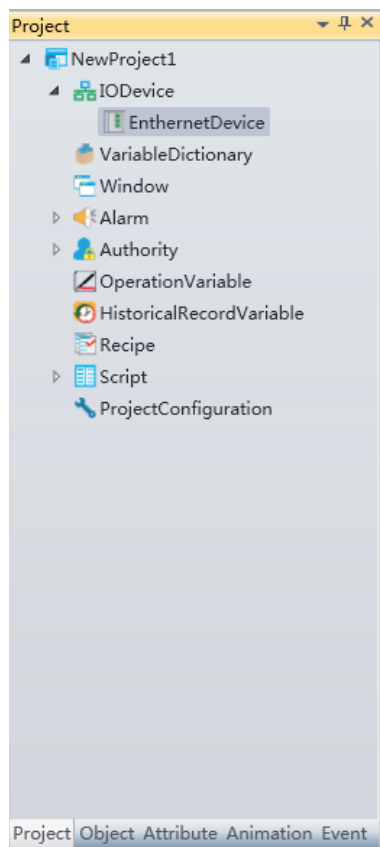 Project
NewProject1
IODevice
EnthernetDevice
VariableDictionary
Window
Alarm
Authority
OperationVariable
HistoricalRecordVariable
Recipe
Script
ProjectConfiguration
Project Object Attribute Animation Event